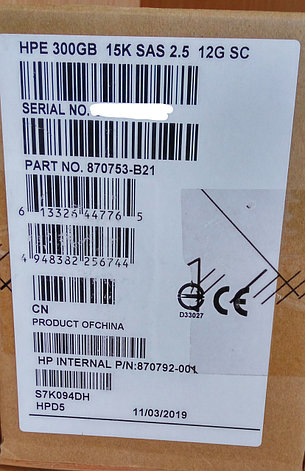 HPE 300GB 15K SAS 2.5 12G SC
SERIAL NO.
PART NO. 870753-B21
6 13326 44776 5
4 948382 256744
D33027
CE
CN
PRODUCT OFCHINA
HP INTERNAL P/N:870792-001
S7K094DH
HPD5
11/03/2019